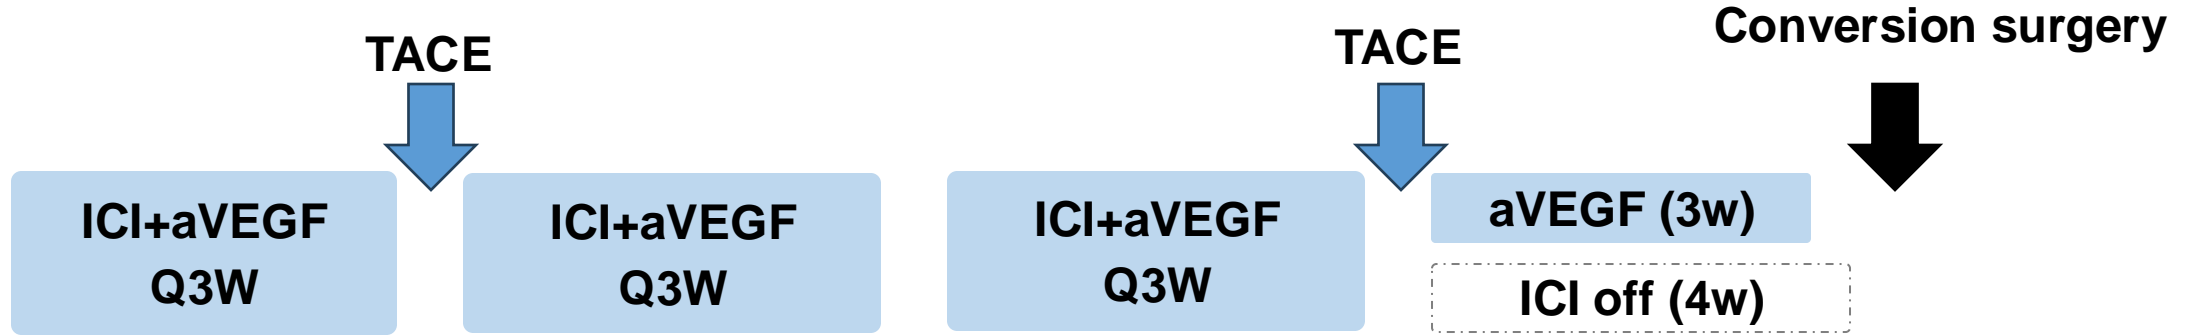 TACE
TACE
Conversion surgery
ICI+aVEGF
Q3W
ICI+aVEGF
Q3W
ICI+aVEGF
Q3W
aVEGF (3w)
ICI off (4w)